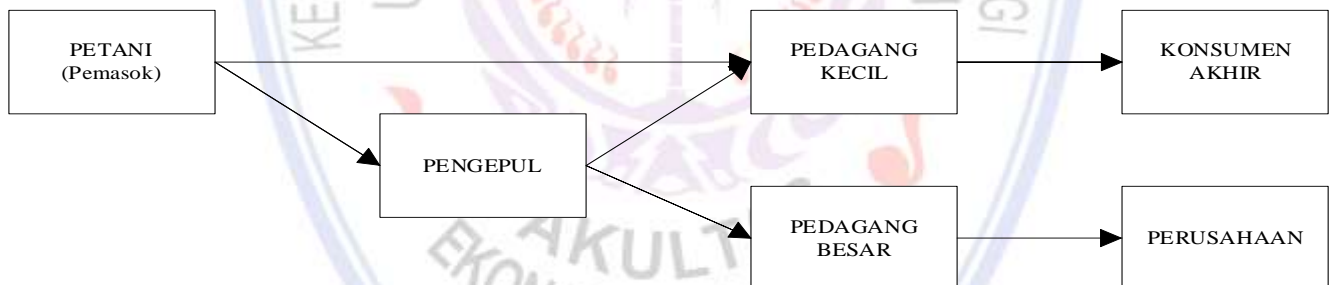 PETANI
(Pemasok)
PEDAGANG
KECIL
KONSUMEN
AKHIR
PENGEPUL
PEDAGANG
BESAR
PERUSAHAAN